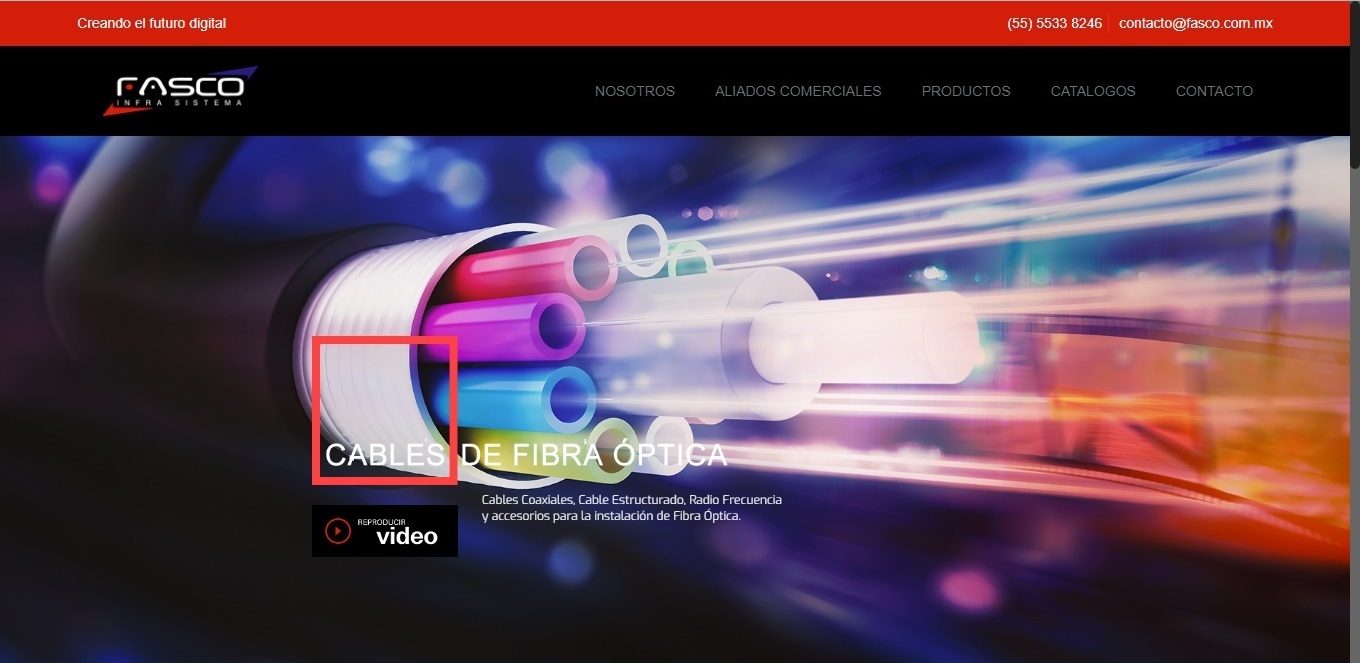 Creando el futuro digital
(55) 5533 8246 contacto@fasco.com.mx
FASCO
INFRA SISTEMA
NOSOTROS ALIADOS COMERCIALES PRODUCTOS CATALOGOS CONTACTO
CABLES DE FIBRA ÓPTICA
Cables Coaxiales, Cable Estructurado, Radio Frecuencia
y accesorios para la instalación de Fibra Óptica.
REPRODUCIR
video